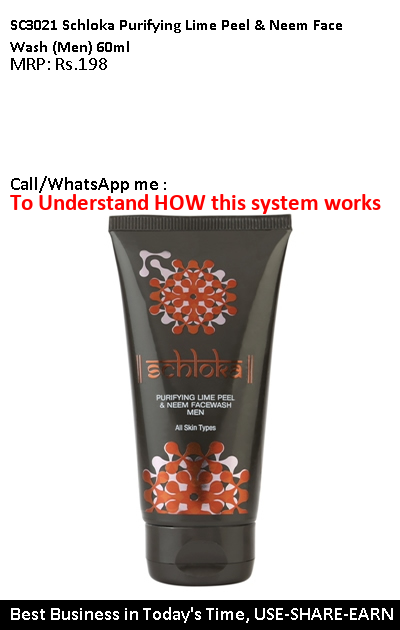 SC3021 Schloka Purifying Lime Peel & Neem Face
Wash (Men) 60ml
MRP: Rs.198
Call/WhatsApp me :
To Understand HOW this system works
schloka
PURIFYING LIME PEEL
& NEEM FACEWASH
MEN
All Skin Types
Best Business in Today's Time, USE-SHARE-EARN